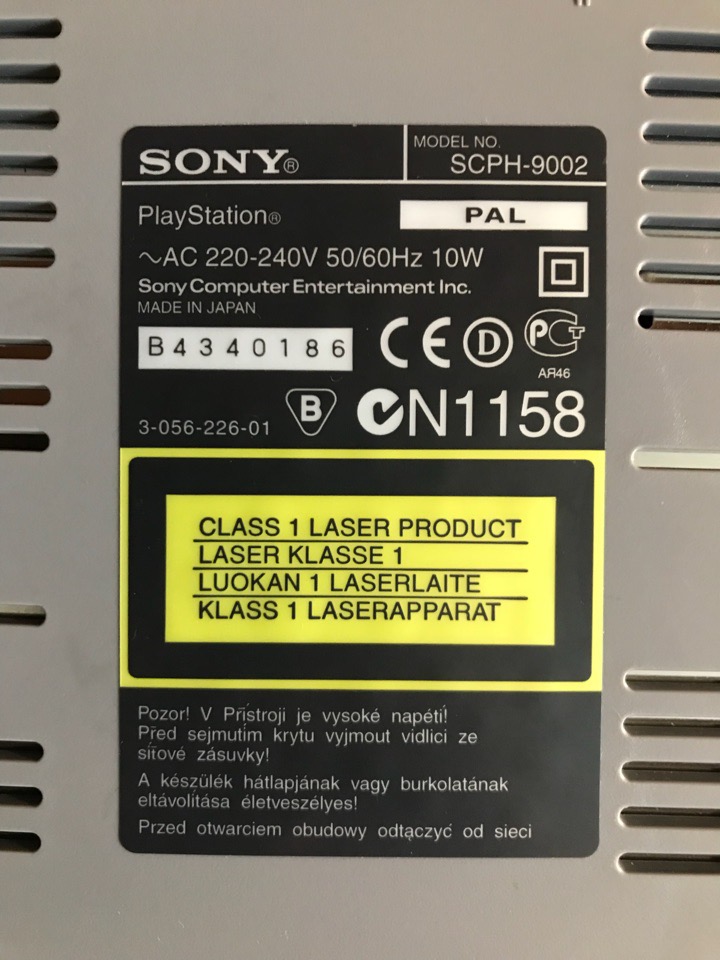 SONY®
MODEL NO.
SCPH-9002
PlayStation®
PAL
~AC 220-240V 50/60Hz 10W
Sony Computer Entertainment Inc.
MADE IN JAPAN
B4340186
CE D PCT
АЯ46
3-056-226-01
B
N1158
CLASS 1 LASER PRODUCT
LASER KLASSE 1
LUOKAN 1 LASERLAITE
KLASS 1 LASERAPPARAT
Pozor! V Přístroji je vysoké napětí!
Před sejmutím krytu vyjmout vidlici ze
síťové zásuvky!
A készülék hátlapjának vagy burkolatának
eltávolítása életveszélyes!
Przed otwarciem obudowy odtączyć od sieci